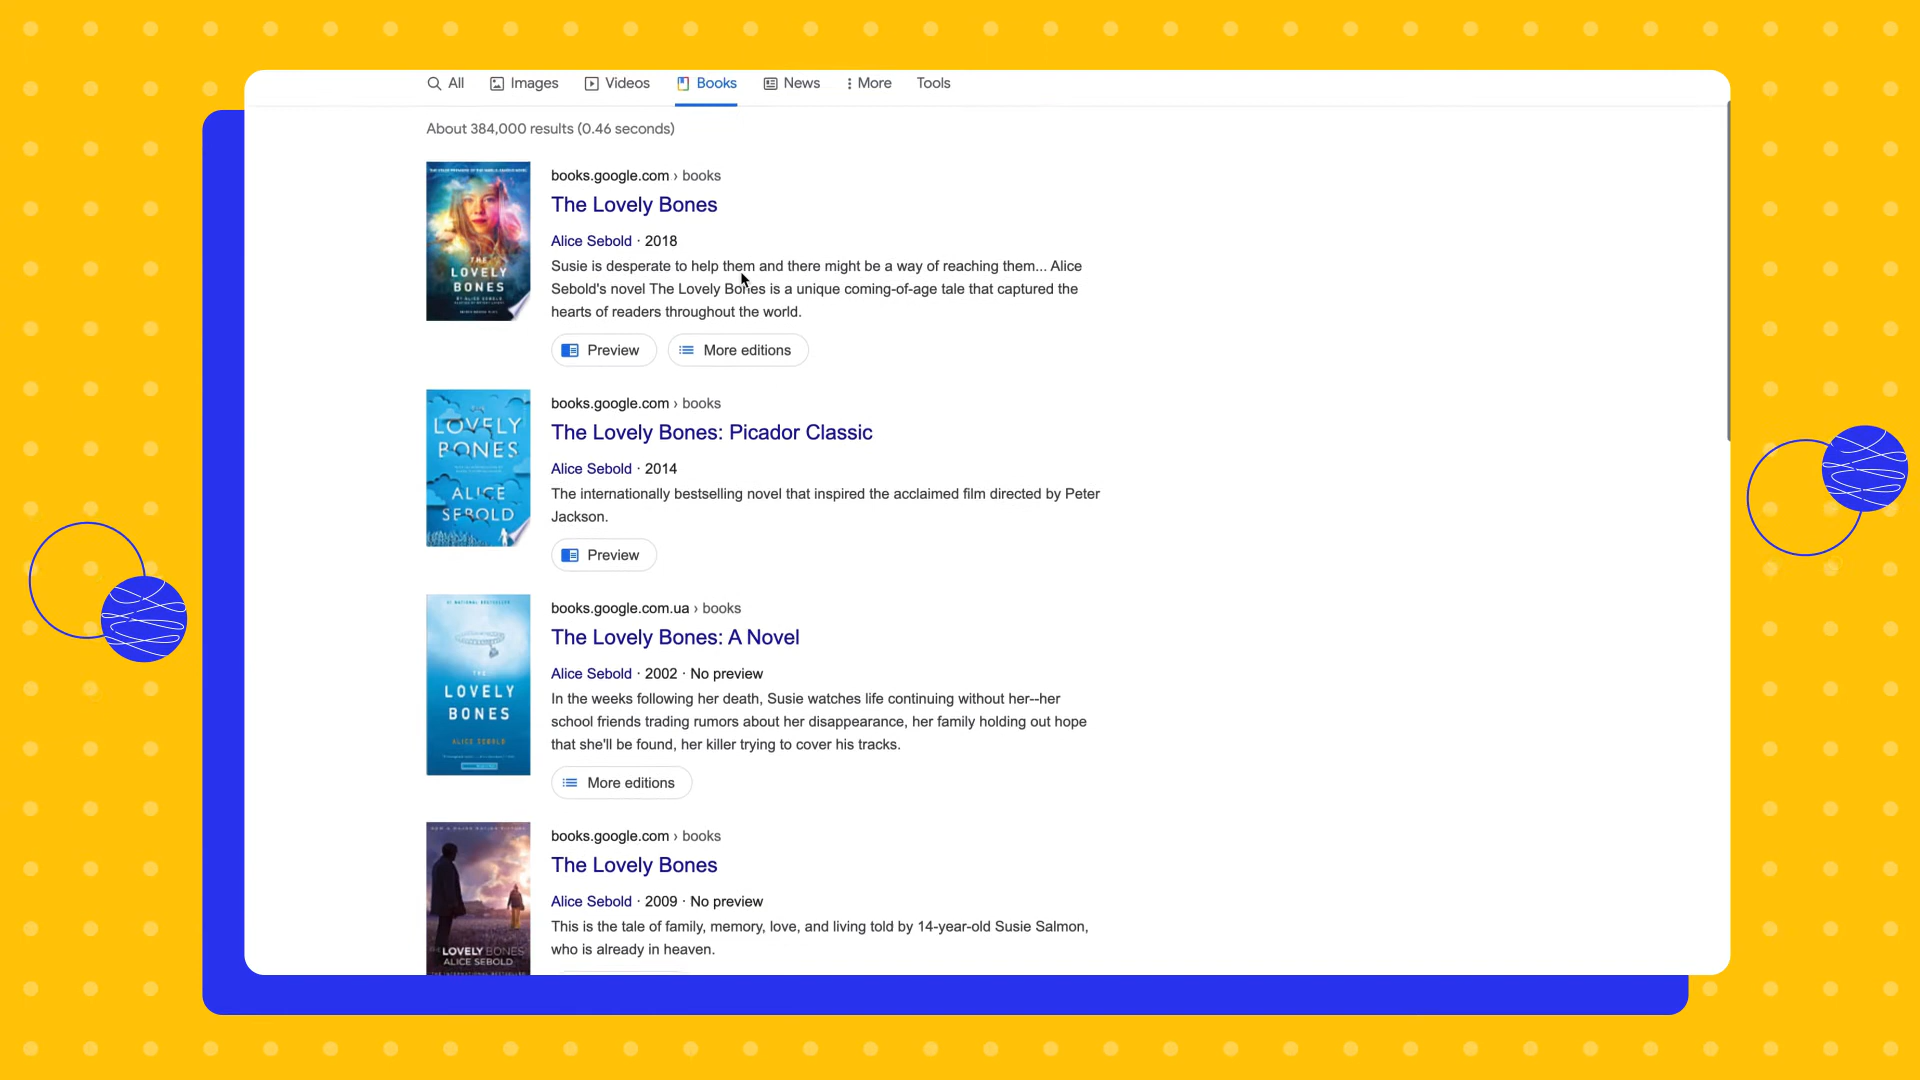 All Images Videos Books News More Tools
About 384,000 results (0.46 seconds)
THE
LOVELY
BONES
books.google.com › books
The Lovely Bones
Alice Sebold · 2018
Susie is desperate to help them and there might be a way of reaching them... Alice
Sebold's novel The Lovely Bones is a unique coming-of-age tale that captured the
hearts of readers throughout the world.
Preview More editions
LOVELY
BONES
ALICE
SEBOLD
books.google.com › books
The Lovely Bones: Picador Classic
Alice Sebold · 2014
The internationally bestselling novel that inspired the acclaimed film directed by Peter
Jackson.
Preview
THE
LOVELY
BONES
ALICE SEBOLD
books.google.com.ua › books
The Lovely Bones: A Novel
Alice Sebold · 2002 · No preview
In the weeks following her death, Susie watches life continuing without her--her
school friends trading rumors about her disappearance, her family holding out hope
that she'll be found, her killer trying to cover his tracks.
More editions
THE LOVELY BONES
ALICE SEBOLD
books.google.com › books
The Lovely Bones
Alice Sebold · 2009 · No preview
This is the tale of family, memory, love, and living told by 14-year-old Susie Salmon,
who is already in heaven.